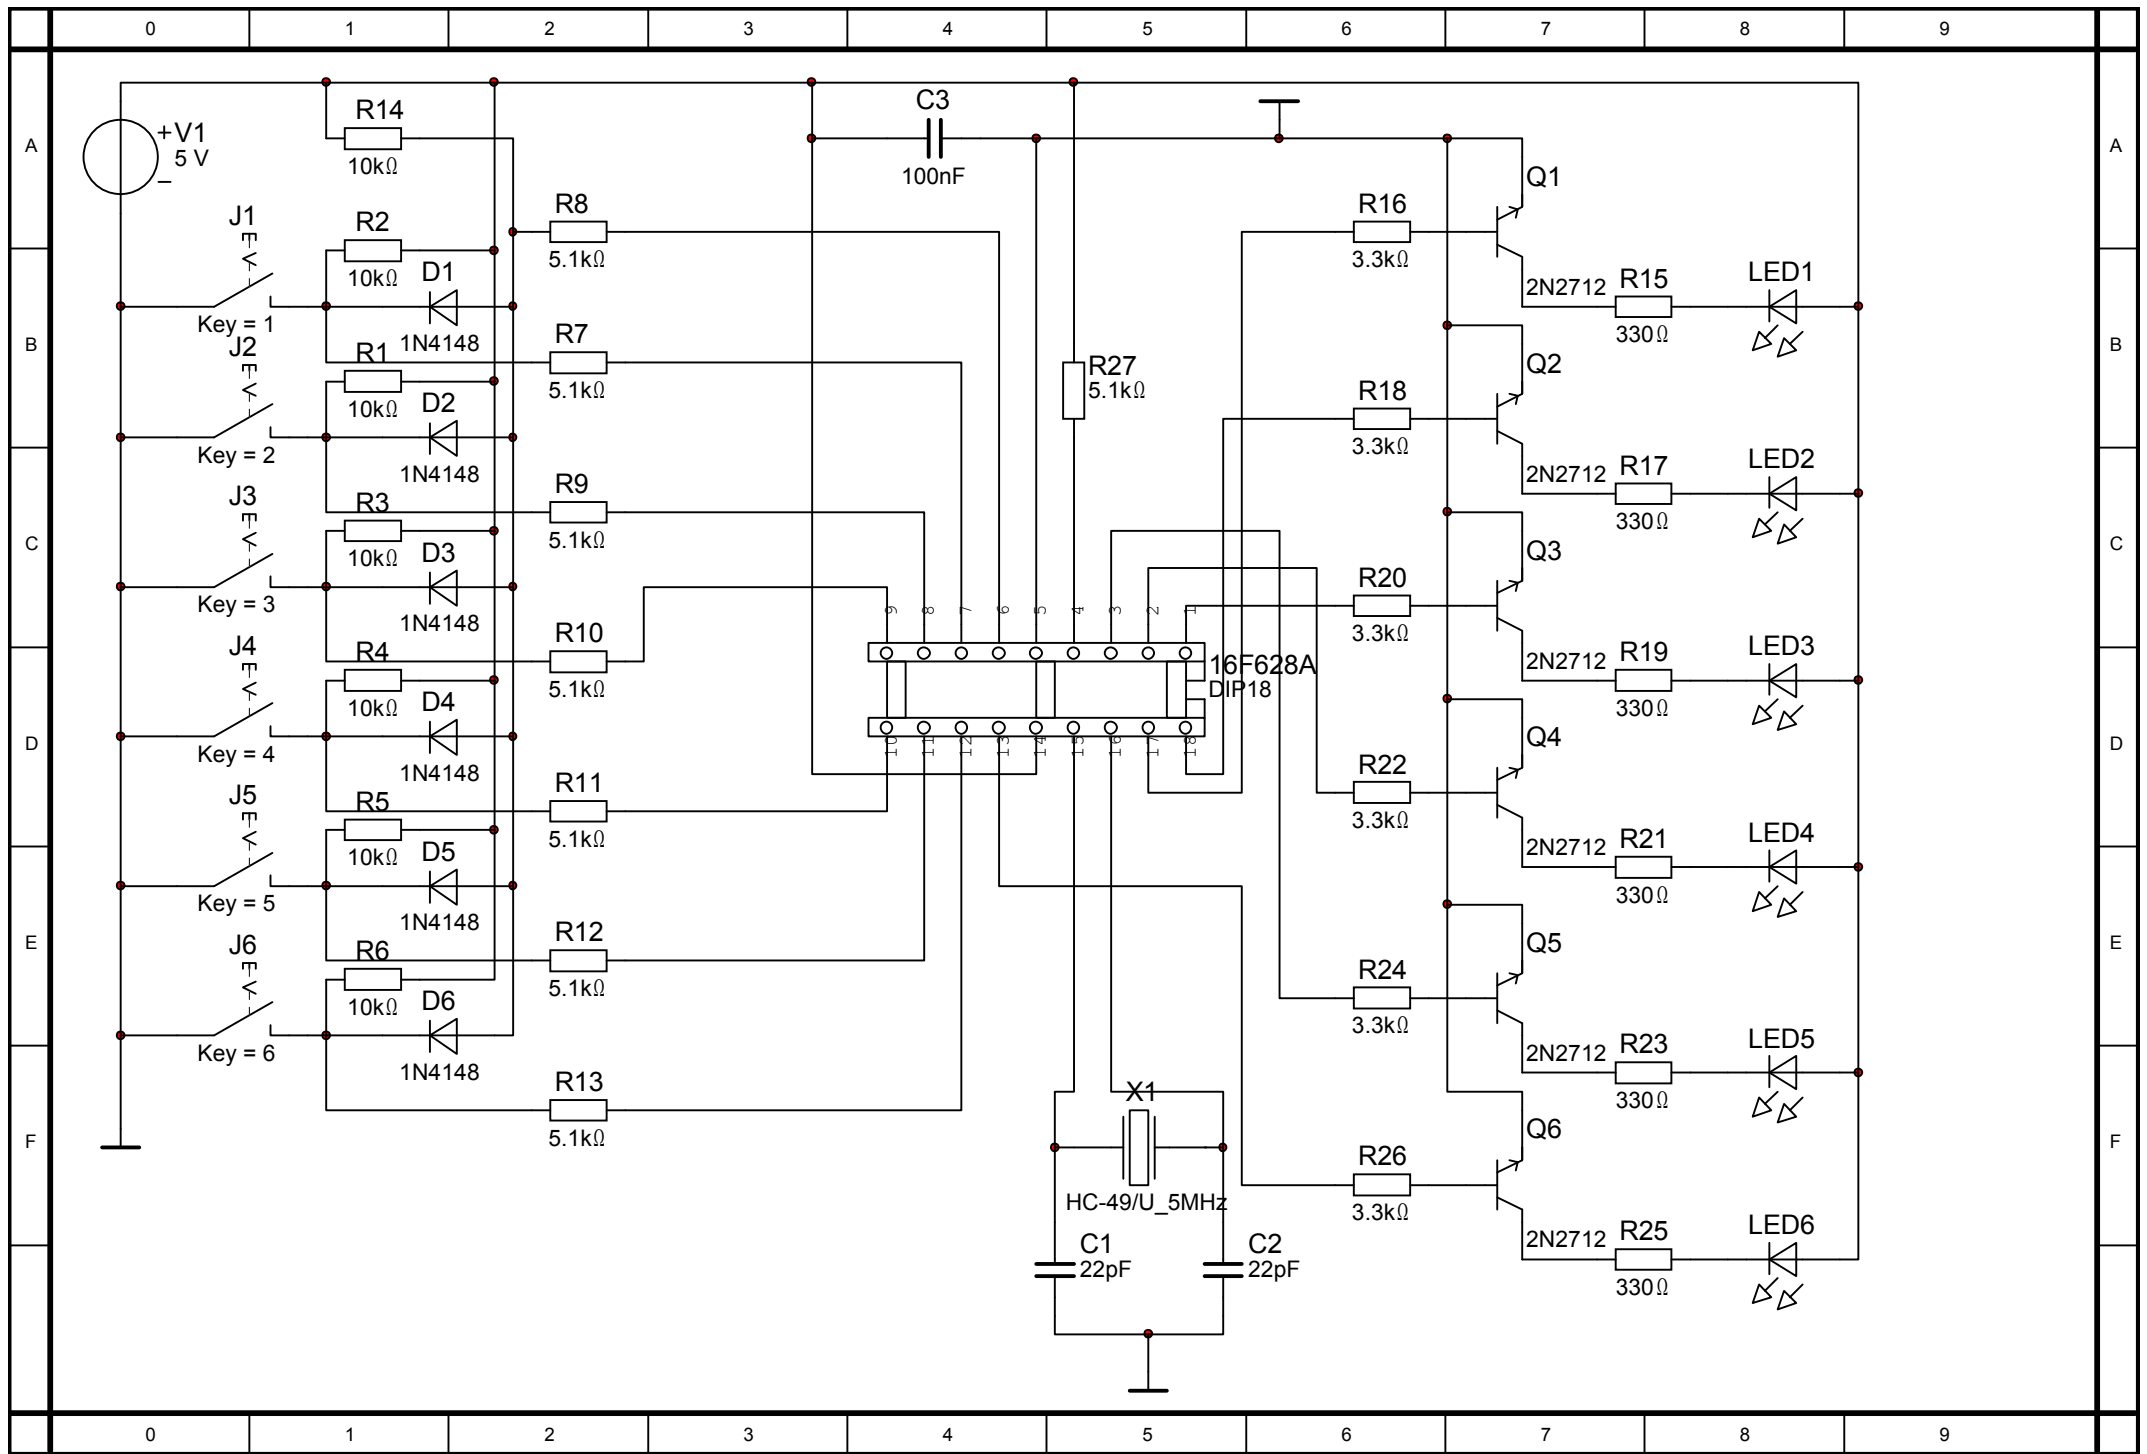 0 1 2 3 4 5 6 7 8 9
A A
B B
C C
D D
E E
F F
+V1
5 V
–
R14
10kΩ
J1
Key = 1
R2
10kΩ
D1
1N4148
J2
Key = 2
R1
10kΩ
D2
1N4148
J3
Key = 3
R3
10kΩ
D3
1N4148
J4
Key = 4
R4
10kΩ
D4
1N4148
J5
Key = 5
R5
10kΩ
D5
1N4148
J6
Key = 6
R6
10kΩ
D6
1N4148
R8
5.1kΩ
R7
5.1kΩ
R9
5.1kΩ
R10
5.1kΩ
R11
5.1kΩ
R12
5.1kΩ
R13
5.1kΩ
C3
100nF
R27
5.1kΩ
9 8 7 6 5 4 3 2 1
16F628A
DIP18
10 11 12 13 14 15 16 17 18
X1
HC-49/U_5MHz
C1
22pF
C2
22pF
R16
3.3kΩ
Q1
2N2712
R15
330Ω
LED1
R18
3.3kΩ
Q2
2N2712
R17
330Ω
LED2
R20
3.3kΩ
Q3
2N2712
R19
330Ω
LED3
R22
3.3kΩ
Q4
2N2712
R21
330Ω
LED4
R24
3.3kΩ
Q5
2N2712
R23
330Ω
LED5
R26
3.3kΩ
Q6
2N2712
R25
330Ω
LED6
0 1 2 3 4 5 6 7 8 9